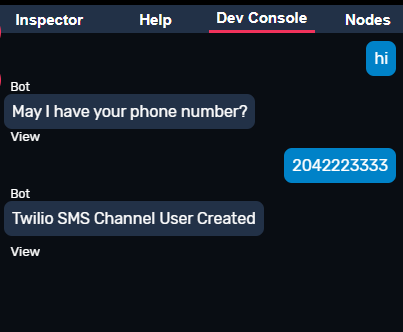 Inspector Help Dev Console Nodes
hi
Bot
May I have your phone number?
View
2042223333
Bot
Twilio SMS Channel User Created
View